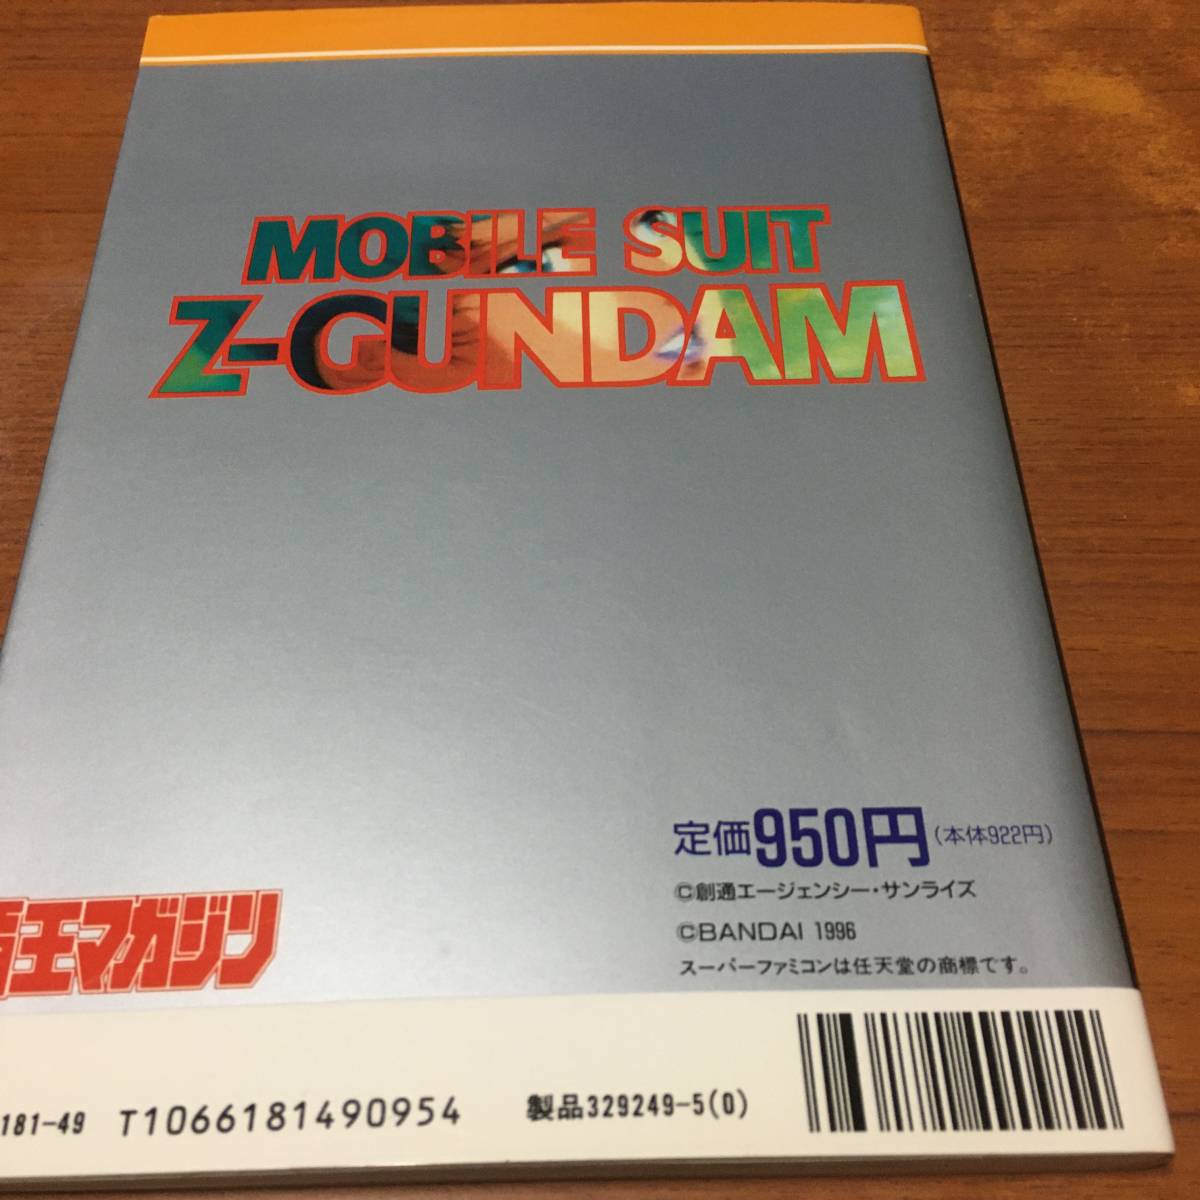 MOBILE SUIT
Z-GUNDAM
定価950円(本体922円)
©創通エージェンシー・サンライズ
©BANDAI 1996
スーパーファミコンは任天堂の商標です。
王マガジン
181-49 T1066181490954 製品329249-5(0)